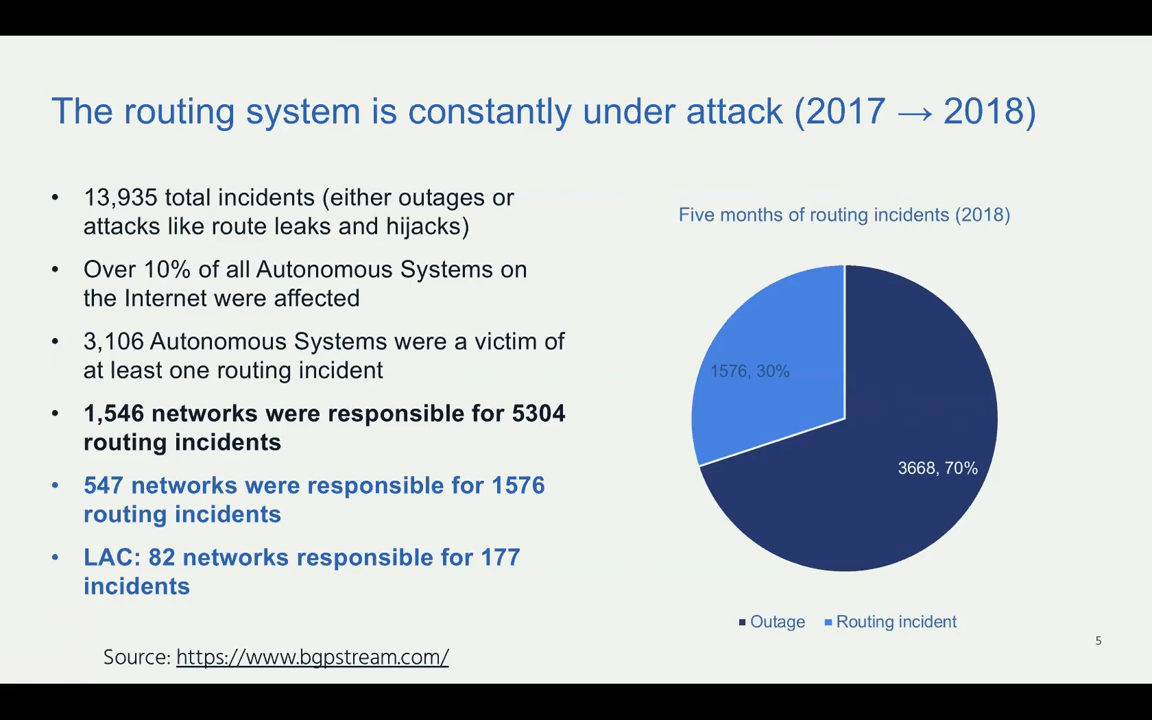 The routing system is constantly under attack (2017 → 2018)
• 13,935 total incidents (either outages or
attacks like route leaks and hijacks)
• Over 10% of all Autonomous Systems on
the Internet were affected
• 3,106 Autonomous Systems were a victim of
at least one routing incident
• 1,546 networks were responsible for 5304
routing incidents
• 547 networks were responsible for 1576
routing incidents
• LAC: 82 networks responsible for 177
incidents
Source: https://www.bgpstream.com/
Five months of routing incidents (2018)
1576, 30%
3668, 70%
Outage Routing incident
5